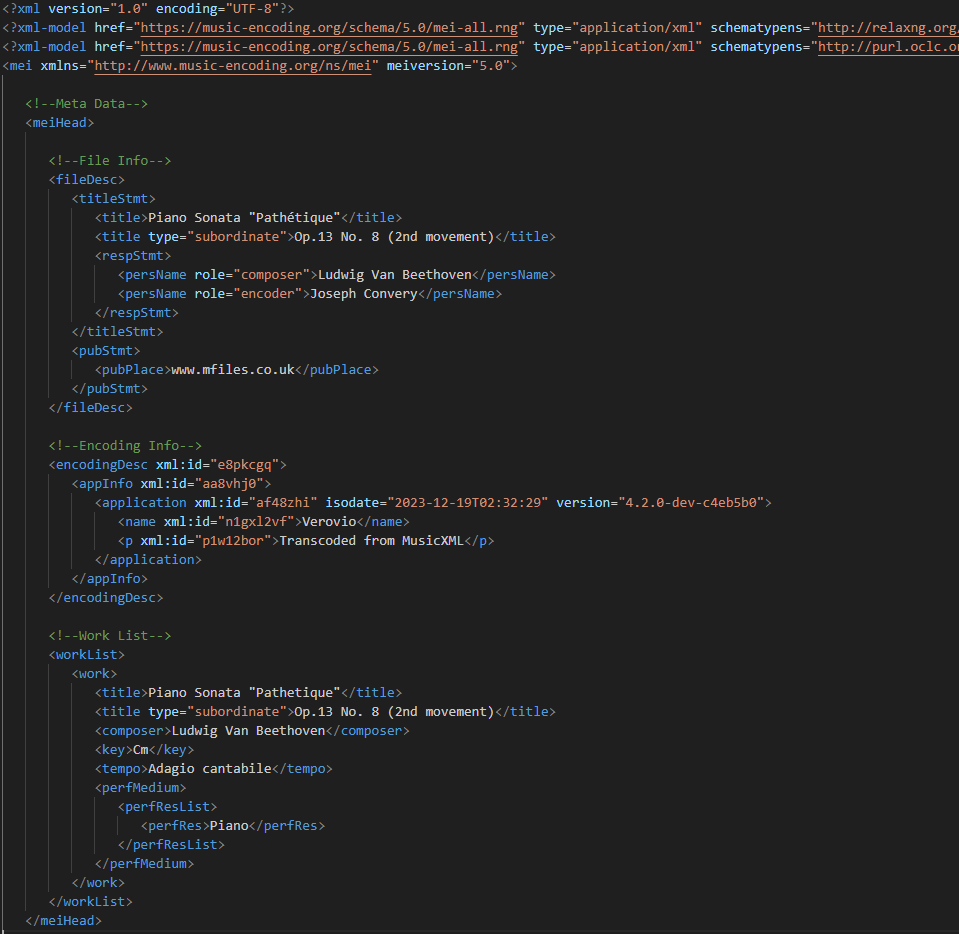 <?xml version="1.0" encoding="UTF-8"?>
<?xml-model href="https://music-encoding.org/schema/5.0/mei-all.rng" type="application/xml" schematypens="http://relaxng.org/
<?xml-model href="https://music-encoding.org/schema/5.0/mei-all.rng" type="application/xml" schematypens="http://purl.oclc.o
<mei xmlns="http://www.music-encoding.org/ns/mei" meiversion="5.0">
<!--Meta Data-->
<meiHead>
<!--File Info-->
<fileDesc>
<titleStmt>
<title>Piano Sonata "Pathétique"</title>
<title type="subordinate">Op.13 No. 8 (2nd movement)</title>
<respStmt>
<persName role="composer">Ludwig Van Beethoven</persName>
<persName role="encoder">Joseph Convery</persName>
</respStmt>
</titleStmt>
<pubStmt>
<pubPlace>www.mfiles.co.uk</pubPlace>
</pubStmt>
</fileDesc>
<!--Encoding Info-->
<encodingDesc xml:id="e8pkcgq">
<appInfo xml:id="aa8vhj0">
<application xml:id="af48zhi" isodate="2023-12-19T02:32:29" version="4.2.0-dev-c4eb5b0">
<name xml:id="n1gxl2vf">Verovio</name>
<p xml:id="p1w12bor">Transcoded from MusicXML</p>
</application>
</appInfo>
</encodingDesc>
<!--Work List-->
<workList>
<work>
<title>Piano Sonata "Pathetique"</title>
<title type="subordinate">Op.13 No. 8 (2nd movement)</title>
<composer>Ludwig Van Beethoven</composer>
<key>Cm</key>
<tempo>Adagio cantabile</tempo>
<perfMedium>
<perfResList>
<perfRes>Piano</perfRes>
</perfResList>
</perfMedium>
</work>
</workList>
</meiHead>